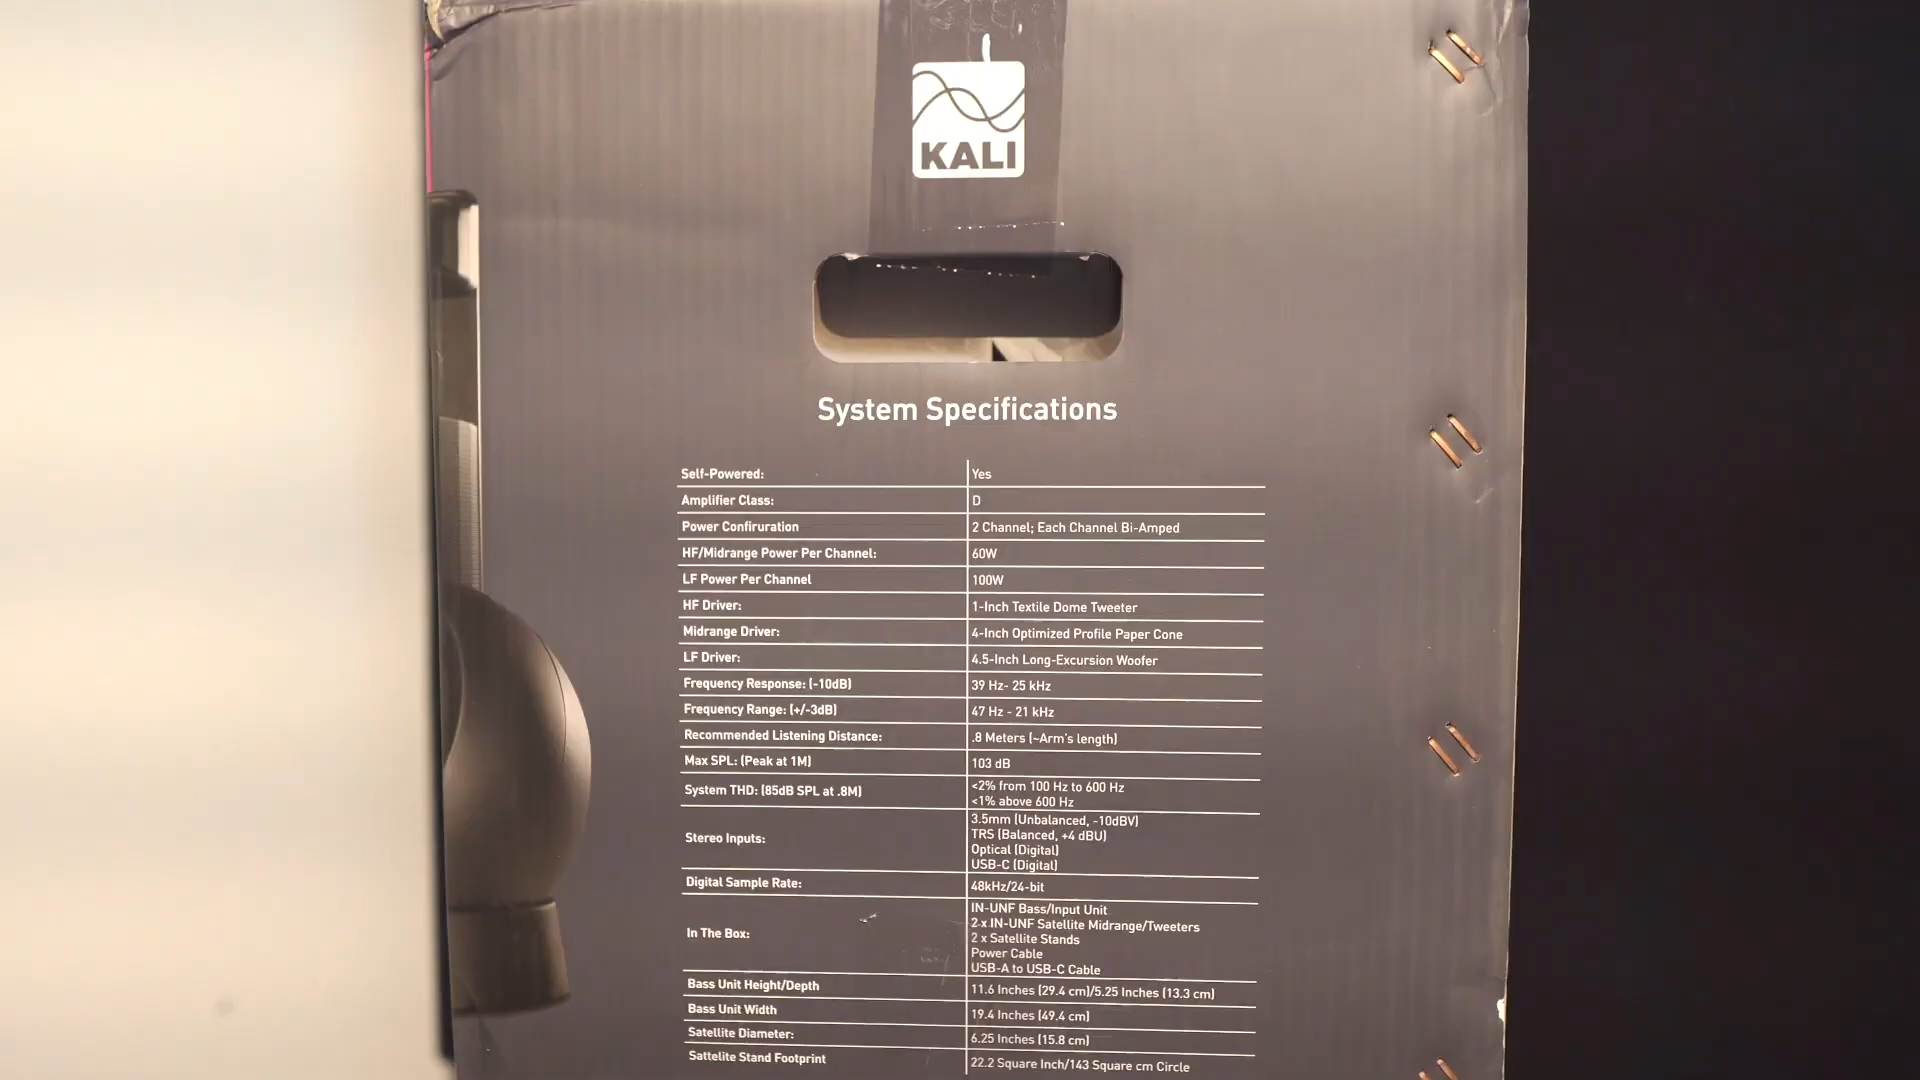 KALI
System Specifications
Self-Powered: Yes
Amplifier Class: D
Power Confiruration 2 Channel; Each Channel Bi-Amped
HF/Midrange Power Per Channel: 60W
LF Power Per Channel 100W
HF Driver: 1-Inch Textile Dome Tweeter
Midrange Driver: 4-Inch Optimized Profile Paper Cone
LF Driver: 4.5-Inch Long-Excursion Woofer
Frequency Response: (-10dB) 39 Hz- 25 kHz
Frequency Range: (+/-3dB) 47 Hz - 21 kHz
Recommended Listening Distance: .8 Meters (~Arm's length)
Max SPL: (Peak at 1M) 103 dB
System THD: (85dB SPL at .8M) <2% from 100 Hz to 600 Hz
<1% above 600 Hz
Stereo Inputs: 3.5mm (Unbalanced, -10dBV)
TRS (Balanced, +4 dBU)
Optical (Digital)
USB-C (Digital)
Digital Sample Rate: 48kHz/24-bit
In The Box: IN-UNF Bass/Input Unit
2 x IN-UNF Satellite Midrange/Tweeters
2 x Satellite Stands
Power Cable
USB-A to USB-C Cable
Bass Unit Height/Depth 11.6 Inches (29.4 cm)/5.25 Inches (13.3 cm)
Bass Unit Width 19.4 Inches (49.4 cm)
Satellite Diameter: 6.25 Inches (15.8 cm)
Sattelite Stand Footprint 22.2 Square Inch/143 Square cm Circle